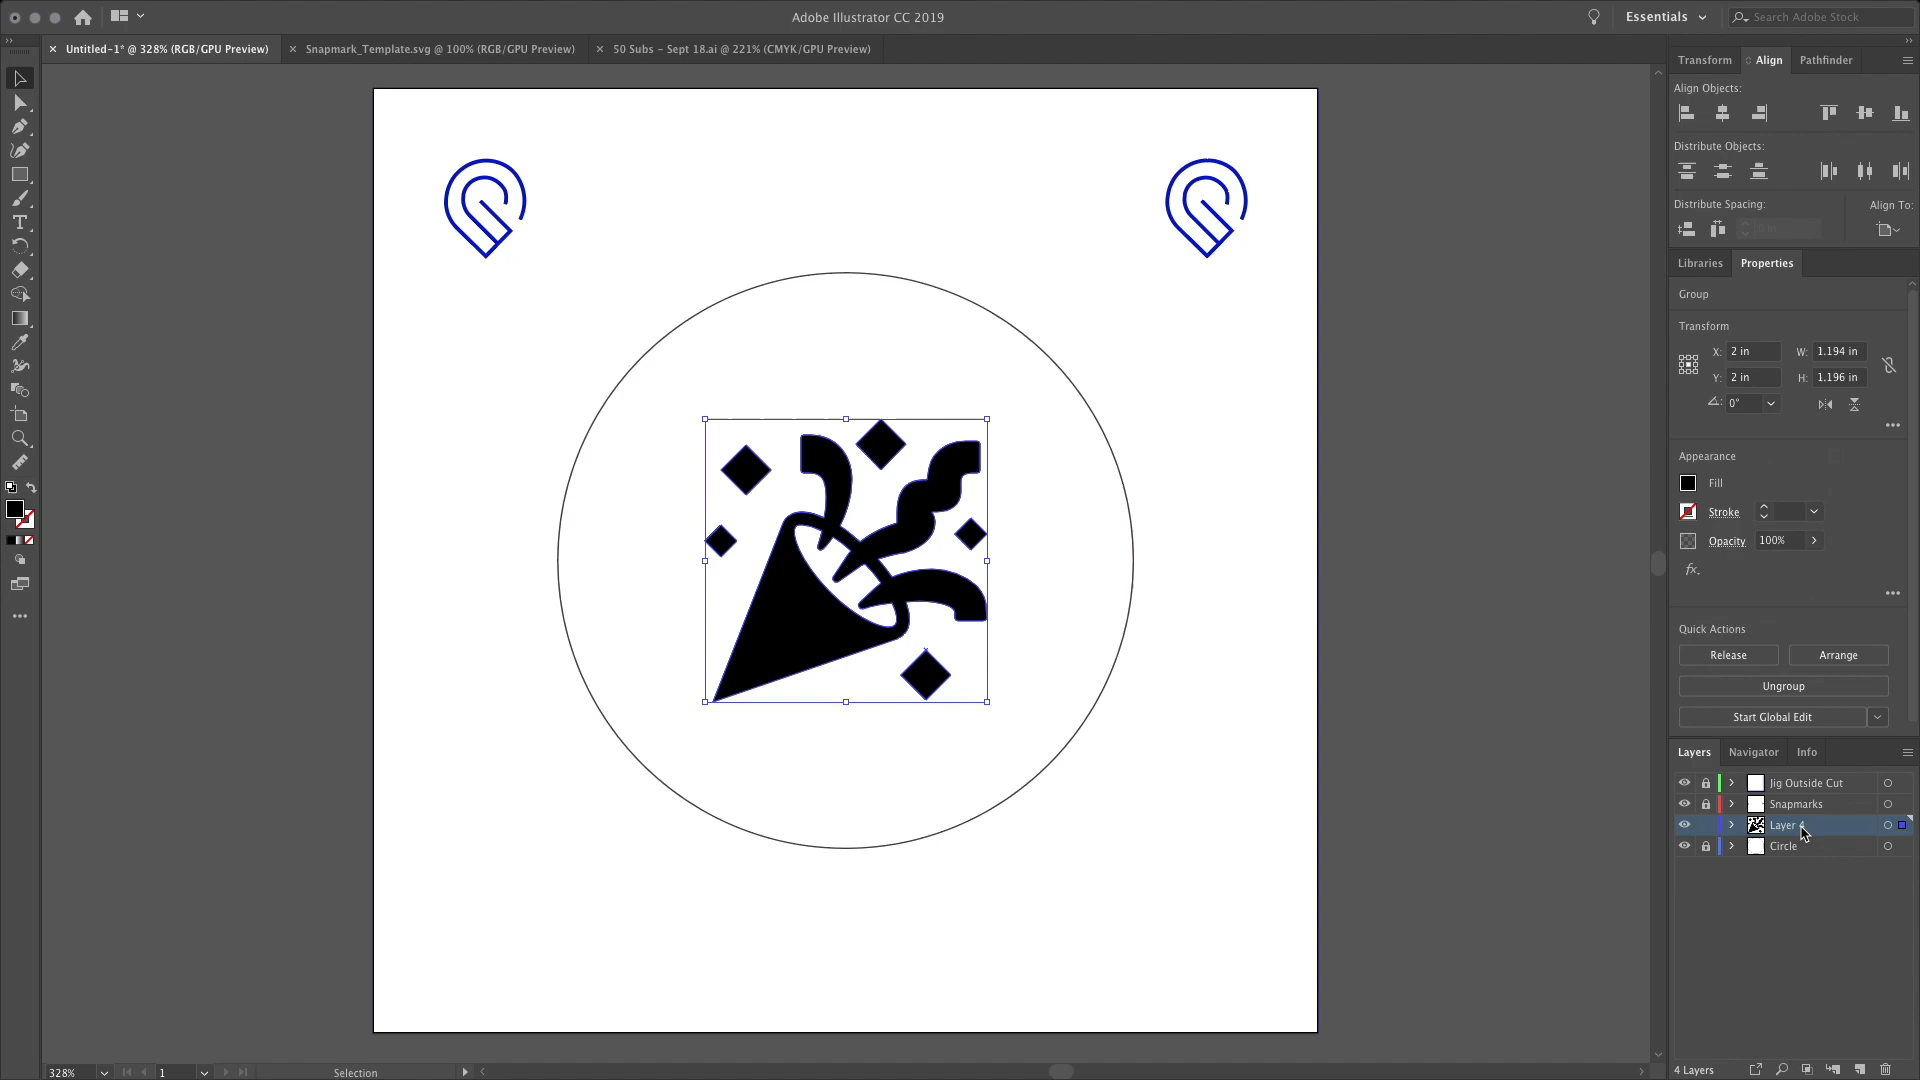 Adobe Illustrator CC 2019
Essentials
Search Adobe Stock
Untitled-1* @ 328% (RGB/GPU Preview)
Snapmark_Template.svg @ 100% (RGB/GPU Preview)
50 Subs - Sept 18.ai @ 221% (CMYK/GPU Preview)
Transform
Align
Pathfinder
Align Objects:
Distribute Objects:
Distribute Spacing:
Align To:
0 in
Libraries
Properties
Group
Transform
X: 2 in
W: 1.194 in
Y: 2 in
H: 1.196 in
0°
Appearance
Fill
Stroke
Opacity
100%
fx.
Quick Actions
Release
Arrange
Ungroup
Start Global Edit
Layers
Navigator
Info
Jig Outside Cut
Snapmarks
Layer 4
Circle
4 Layers
328%
1
Selection